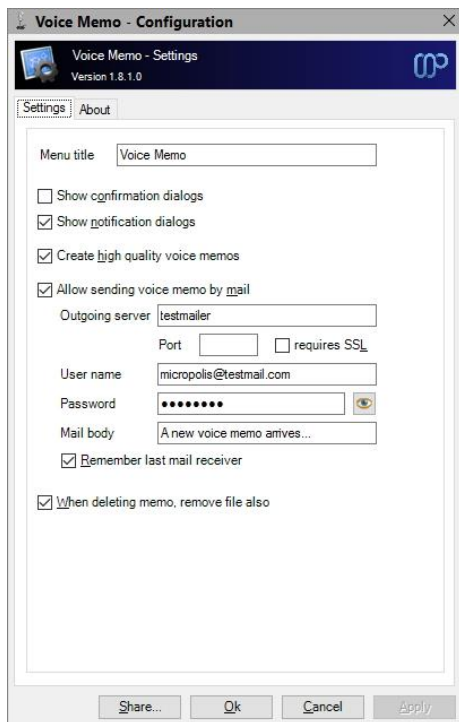 Voice Memo - Configuration
Voice Memo - Settings
Version 1.8.1.0
Settings About
Menu title Voice Memo
Show confirmation dialogs
Show notification dialogs
Create high quality voice memos
Allow sending voice memo by mail
Outgoing server testmailer
Port requires SSL
User name micropolis@testmail.com
Password ●●●●●●●●
Mail body A new voice memo arrives...
Remember last mail receiver
When deleting memo, remove file also
Share... Ok Cancel Apply